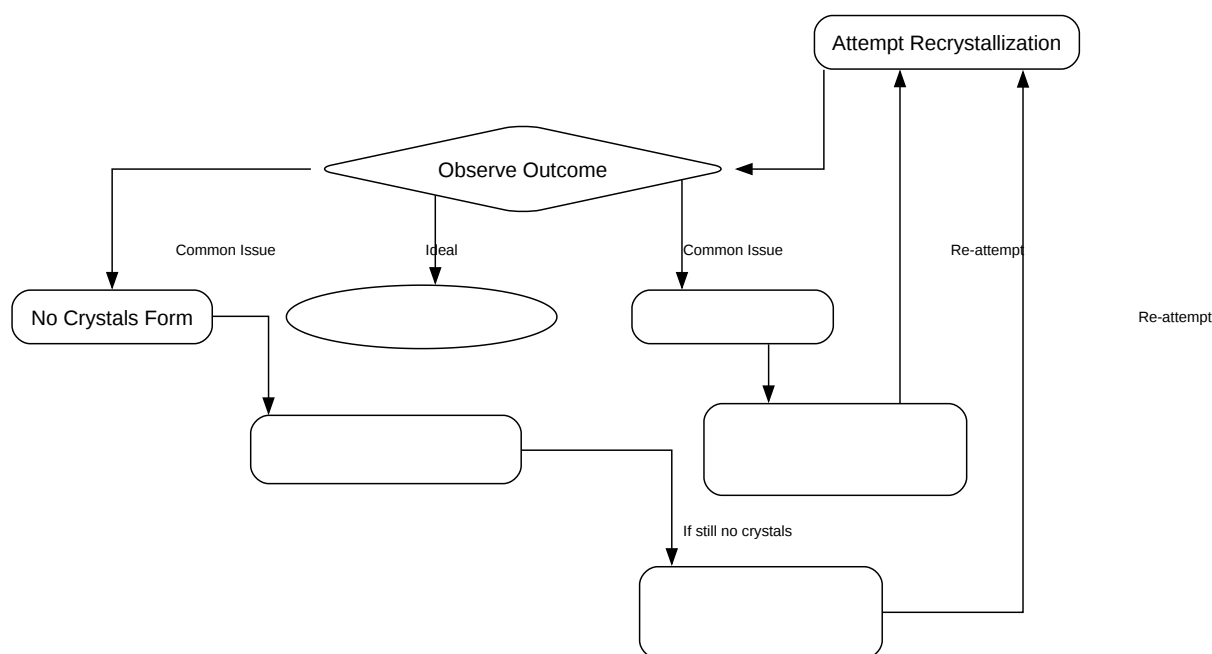 Attempt Recrystallization
Observe Outcome
Common Issue
Ideal
Common Issue
Re-attempt
No Crystals Form
Re-attempt
If still no crystals